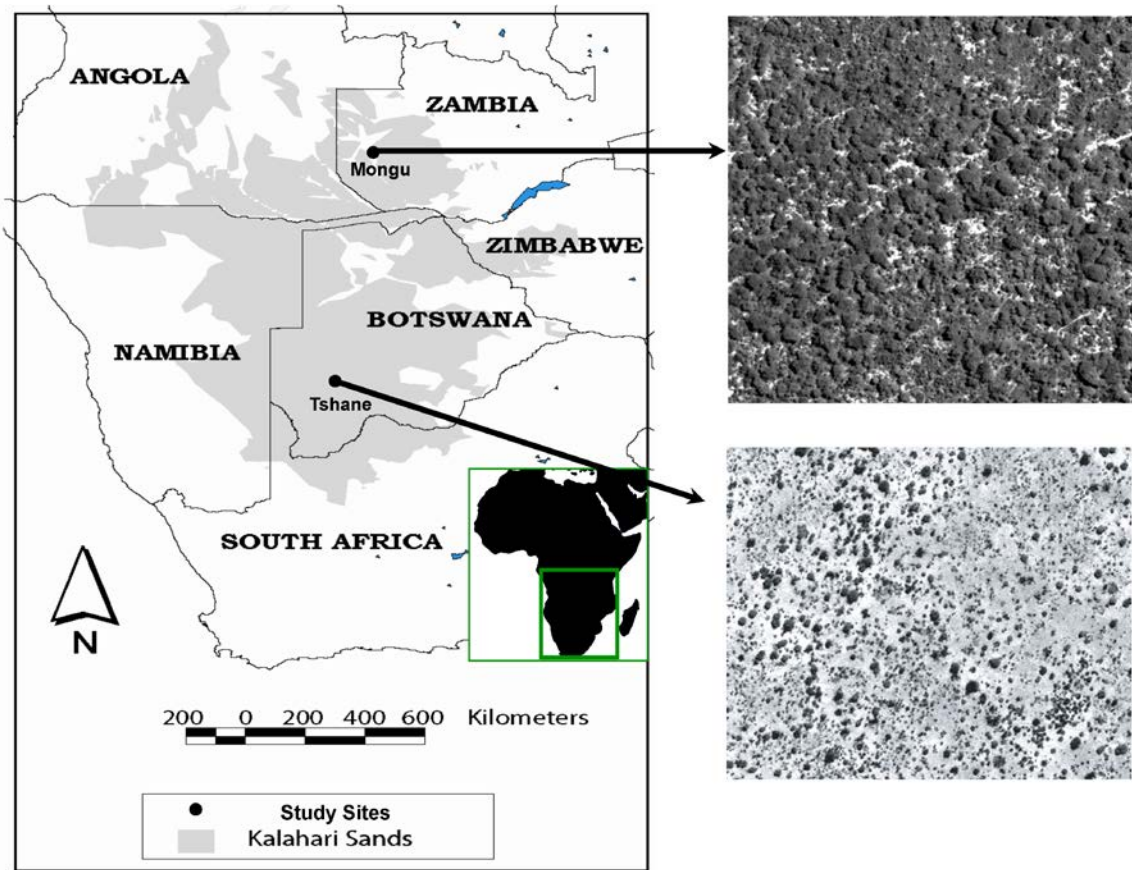 ANGOLA
ZAMBIA
Mongu
ZIMBABWE
BOTSWANA
NAMIBIA
Tshane
SOUTH AFRICA
N
200 0 200 400 600 Kilometers
Study Sites
Kalahari Sands